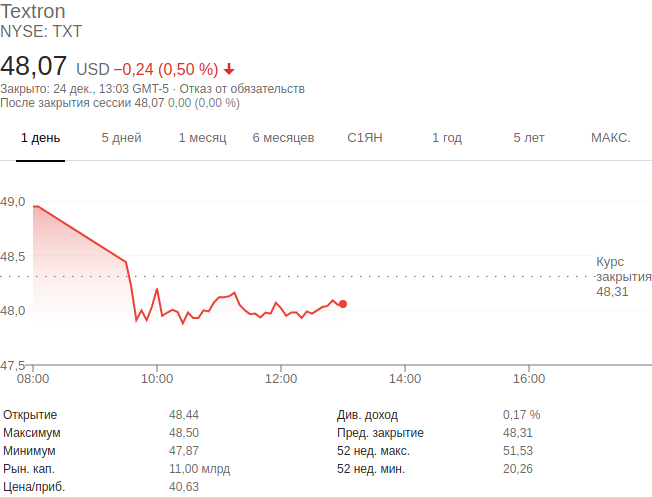 Textron
NYSE: TXT
48,07 USD −0,24 (0,50 %)
Закрыто: 24 дек., 13:03 GMT-5 · Отказ от обязательств
После закрытия сессии 48,07 0,00 (0,00 %)
1 день 5 дней 1 месяц 6 месяцев С1ЯН 1 год 5 лет МАКС.
49,0
48,5
Курс
закрытия
48,31
48,0
47,5
08:00 10:00 12:00 14:00 16:00
Открытие 48,44 Див. доход 0,17 %
Максимум 48,50 Пред. закрытие 48,31
Минимум 47,87 52 нед. макс. 51,53
Рын. кап. 11,00 млрд 52 нед. мин. 20,26
Цена/приб. 40,63